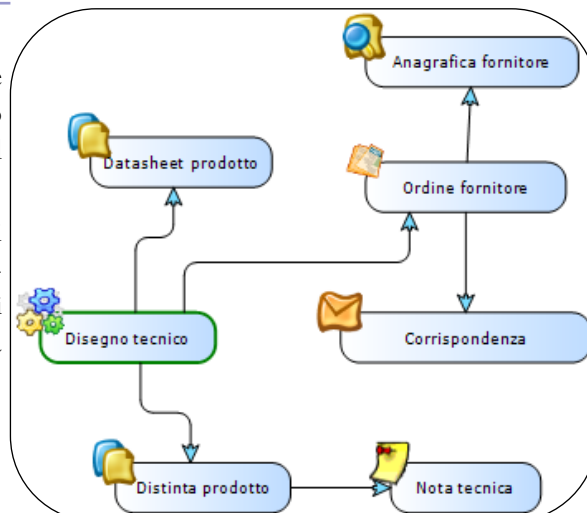 Anagrafica fornitore
Datasheet prodotto
Ordine fornitore
Disegno tecnico
Corrispondenza
Distinta prodotto
Nota tecnica